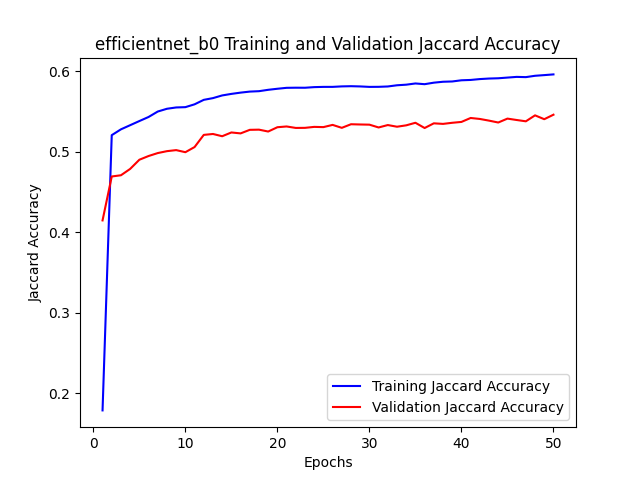 efficientnet_b0 Training and Validation Jaccard Accuracy
Jaccard Accuracy
0.6
0.5
0.4
0.3
0.2
Training Jaccard Accuracy
Validation Jaccard Accuracy
0 10 20 30 40 50
Epochs